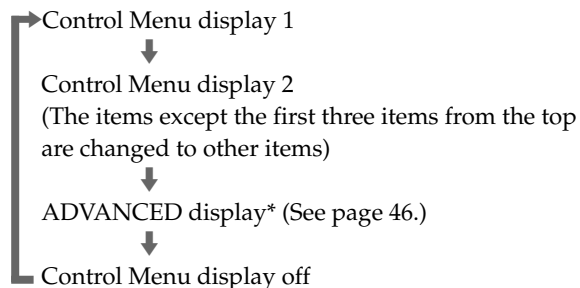 Control Menu display 1
Control Menu display 2
(The items except the first three items from the top
are changed to other items)
ADVANCED display* (See page 46.)
Control Menu display off